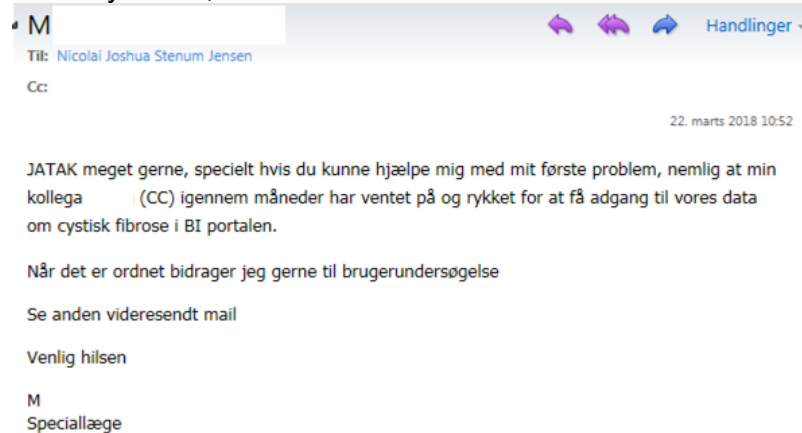 M
Handlinger
Til: Nicolai Joshua Stenum Jensen
Cc:
22. marts 2018 10:52
JATAK meget gerne, specielt hvis du kunne hjælpe mig med mit første problem, nemlig at min
kollega (CC) igennem måneder har ventet på og rykket for at få adgang til vores data
om cystisk fibrose i BI portalen.
Når det er ordnet bidrager jeg gerne til brugerundersøgelse
Se anden videresendt mail
Venlig hilsen
M
Speciallæge